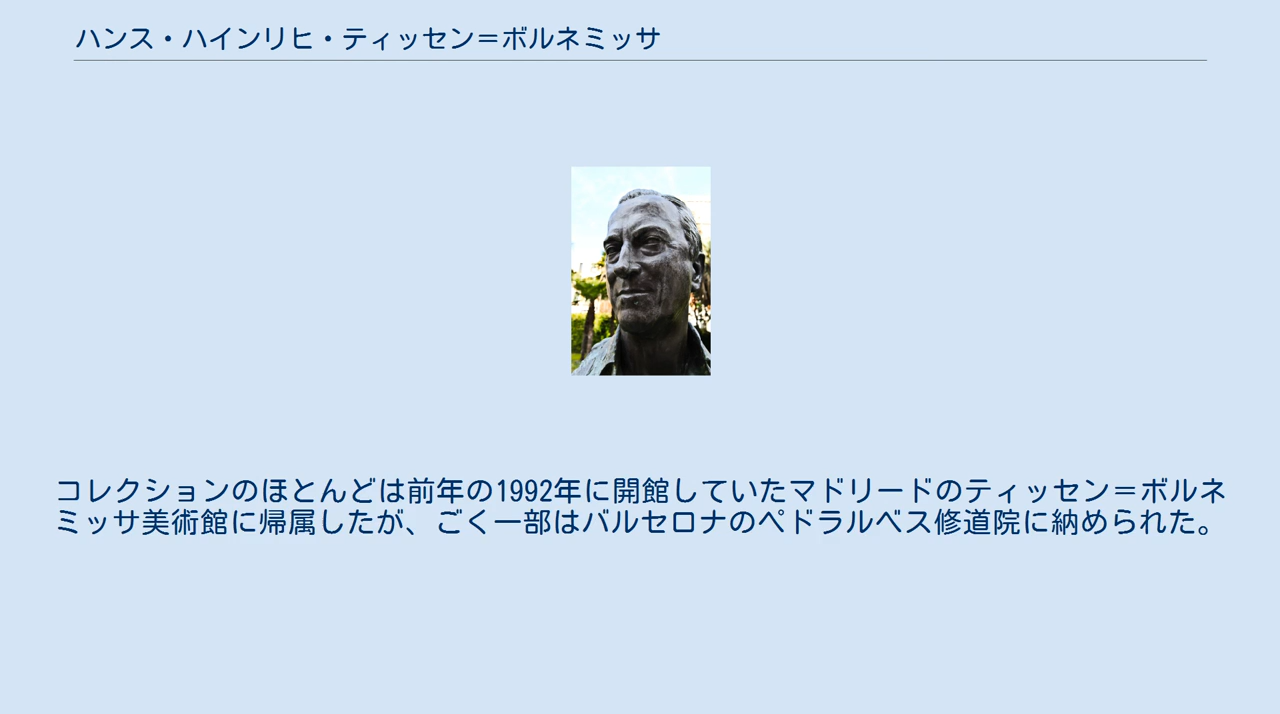 ハンス・ハインリヒ・ティッセン＝ボルネミッサ
コレクションのほとんどは前年の1992年に開館していたマドリードのティッセン＝ボルネ
ミッサ美術館に帰属したが、ごく一部はバルセロナのペドラルベス修道院に納められた。